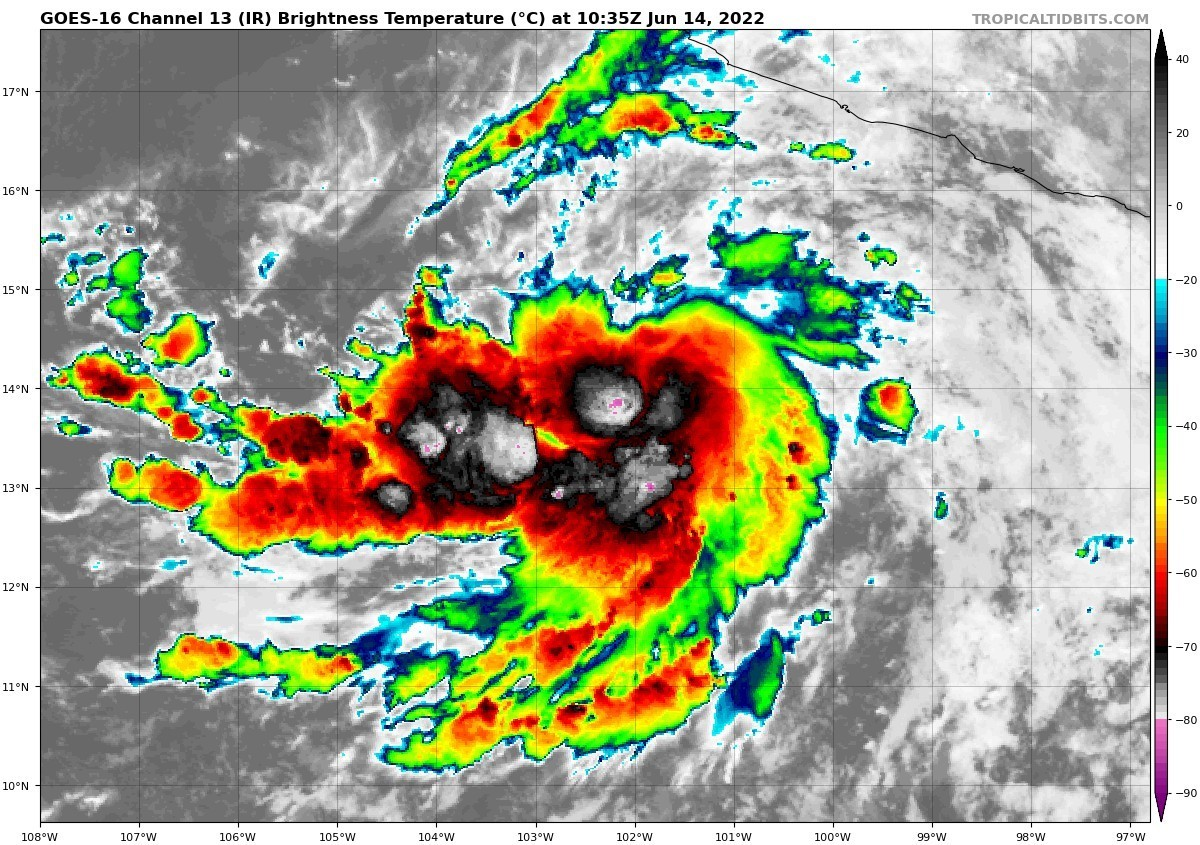 GOES-16 Channel 13 (IR) Brightness Temperature (°C) at 10:35Z Jun 14, 2022
TROPICALTIDBITS.COM
17°N
16°N
15°N
14°N
13°N
12°N
11°N
10°N
108°W 107°W 106°W 105°W 104°W 103°W 102°W 101°W 100°W 99°W 98°W 97°W
40
20
0
−20
−30
−40
−50
−60
−70
−80
−90